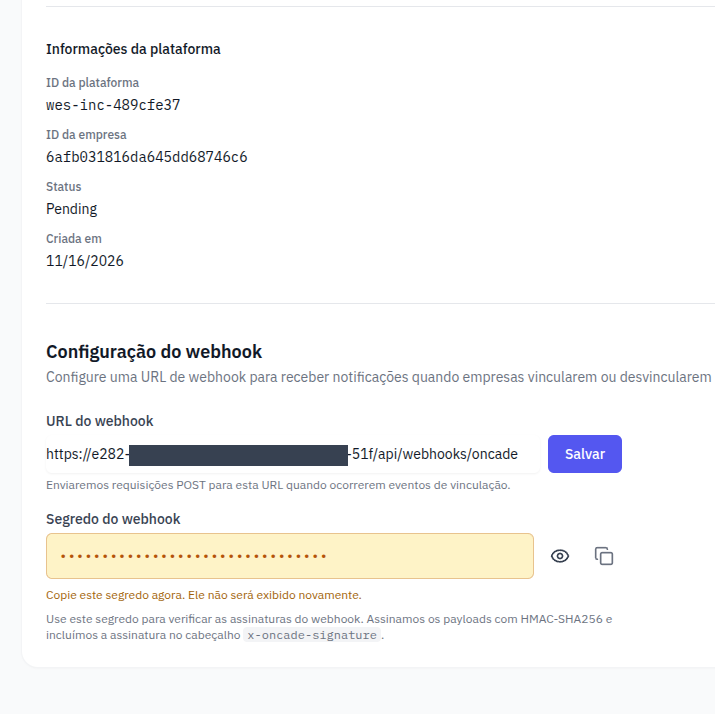 Informações da plataforma
ID da plataforma
wes-inc-489cfe37
ID da empresa
6afb031816da645dd68746c6
Status
Pending
Criada em
11/16/2026
Configuração do webhook
Configure uma URL de webhook para receber notificações quando empresas vincularem ou desvincularem
URL do webhook
https://e282- -51f/api/webhooks/oncade
Salvar
Enviaremos requisições POST para esta URL quando ocorrerem eventos de vinculação.
Segredo do webhook
••••••••••••••••••••••••••••••••
Copie este segredo agora. Ele não será exibido novamente.
Use este segredo para verificar as assinaturas do webhook. Assinamos os payloads com HMAC-SHA256 e
incluímos a assinatura no cabeçalho x-oncade-signature.